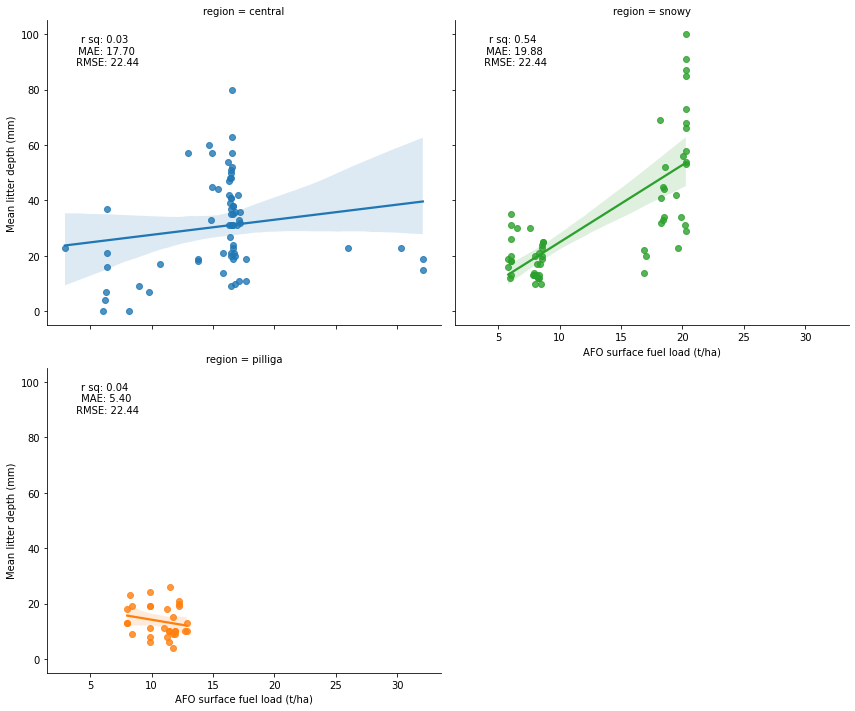 region = central
r sq: 0.03
MAE: 17.70
RMSE: 22.44
100
80
60
40
20
0
Mean litter depth (mm)
region = snowy
r sq: 0.54
MAE: 19.88
RMSE: 22.44
5 10 15 20 25 30
AFO surface fuel load (t/ha)
region = pilliga
r sq: 0.04
MAE: 5.40
RMSE: 22.44
100
80
60
40
20
0
Mean litter depth (mm)
5 10 15 20 25 30
AFO surface fuel load (t/ha)